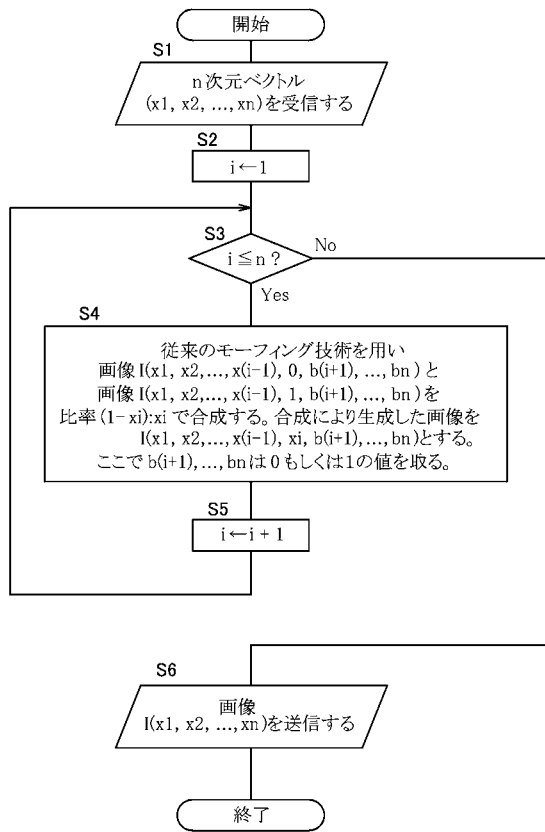 開始
S1
n次元ベクトル
(x1, x2, ...,xn)を受信する
S2
i←1
S3
i≦n ?
No
Yes
S4
従来のモーフィング技術を用い
画像 I(x1, x2,..., x(i−1), 0, b(i+1), ..., bn ) と
画像 I(x1, x2,..., x(i−1), 1, b(i+1), ..., bn ) を
比率 (1−xi):xi で合成する。合成により生成した画像を
I(x1, x2,..., x(i−1), xi, b(i+1),...,bn)とする。
ここで b(i+1),...,bnは 0 もしくは1の値を取る。
S5
i←i + 1
S6
画像
I(x1, x2, ...,xn)を送信する
終了